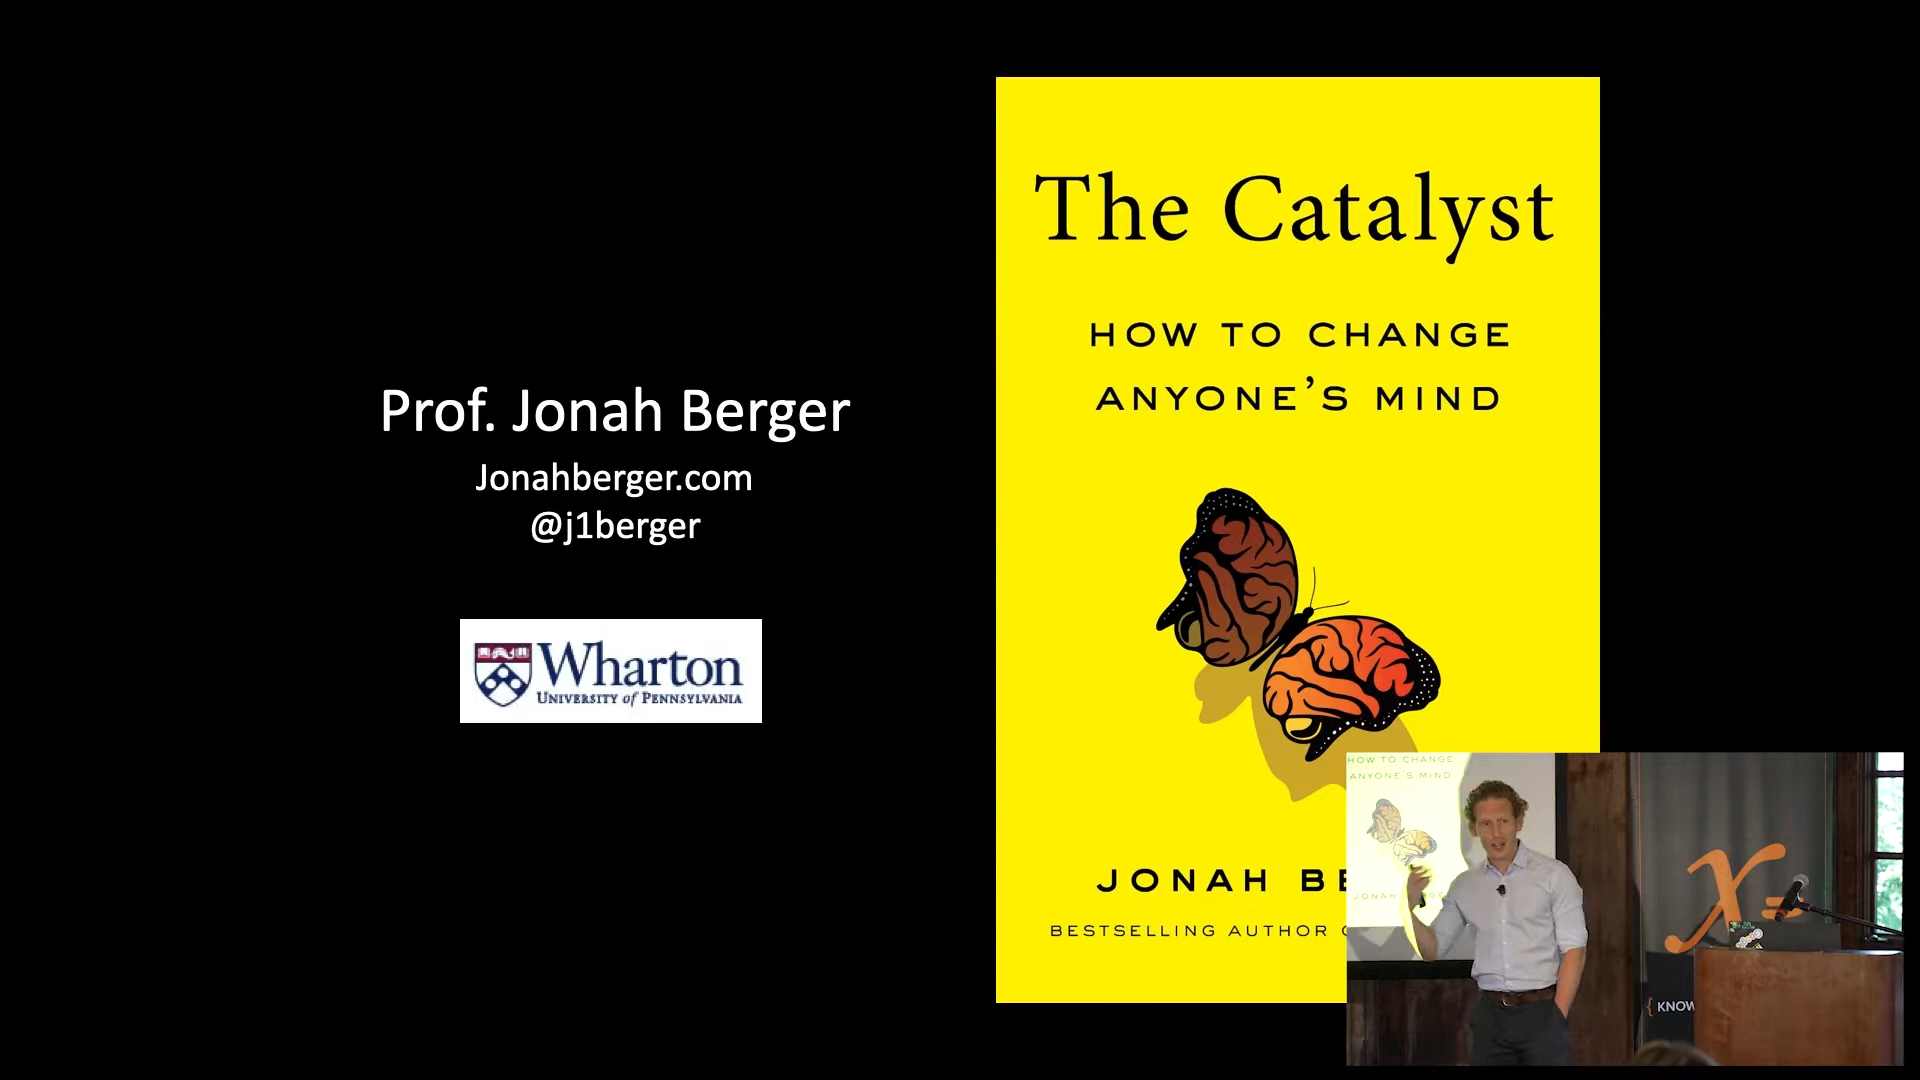 Prof. Jonah Berger
Jonahberger.com
@j1berger
Wharton
UNIVERSITY of PENNSYLVANIA
The Catalyst
HOW TO CHANGE
ANYONE'S MIND
JONAH BE
BESTSELLING AUTHOR
HOW TO CHANGE
ANYONE'S MIND
JONAH
X=
{ KNOW